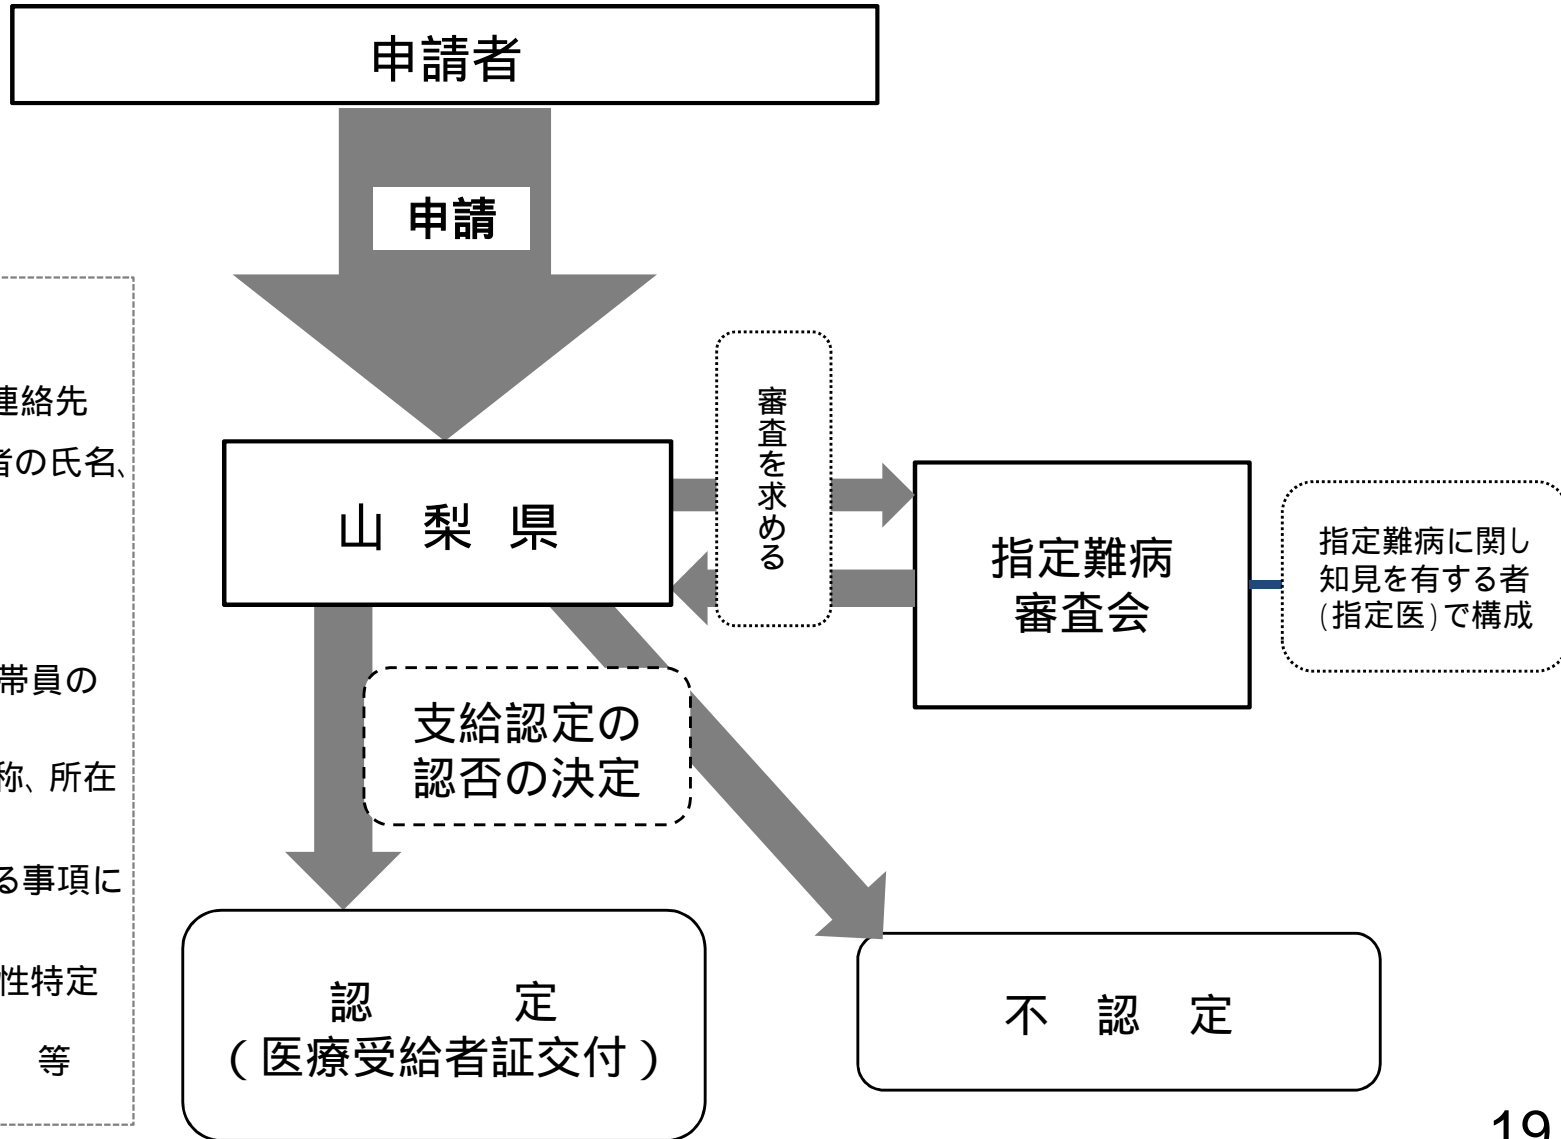 申請者
申請
連絡先
者の氏名、
帯員の
称、所在
る事項に
性特定
等
山 梨 県
審査を求める
指定難病
審査会
指定難病に関し
知見を有する者
(指定医)で構成
支給認定の
認否の決定
認 定
(医療受給者証交付)
不 認 定
19